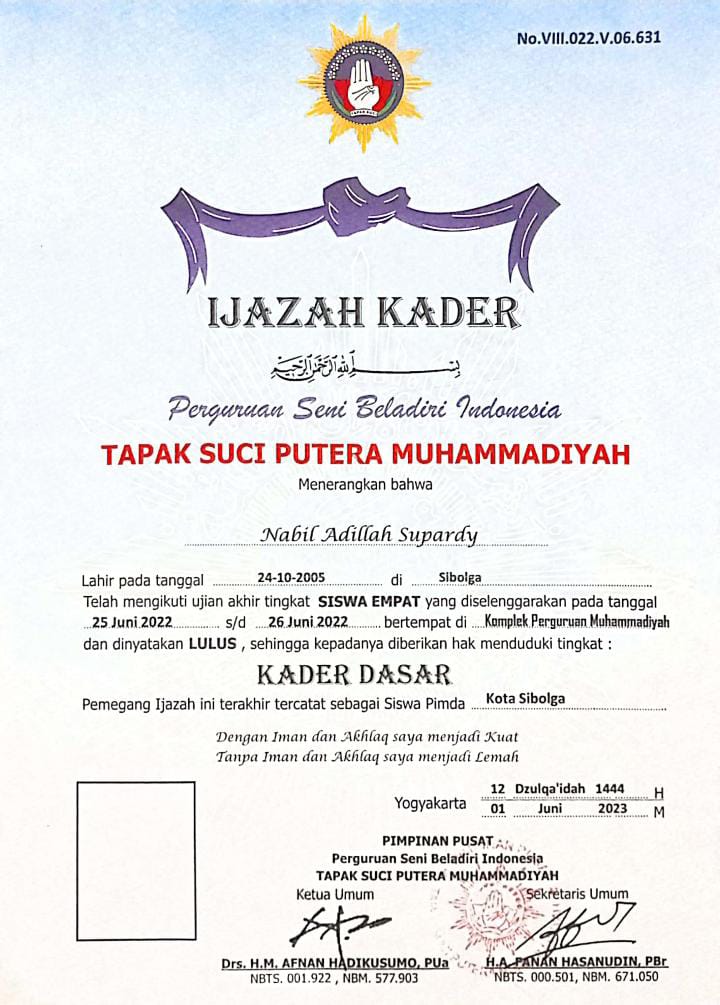 No.VIII.022.V.06.631
TAPAK SUCI
IJAZAH KADER
بِسْمِ اللهِ الرَّحْمٰنِ الرَّحِيْمِ
Perguruan Seni Beladiri Indonesia
TAPAK SUCI PUTERA MUHAMMADIYAH
Menerangkan bahwa
Nabil Adillah Supardy
Lahir pada tanggal 24-10-2005 di Sibolga
Telah mengikuti ujian akhir tingkat SISWA EMPAT yang diselenggarakan pada tanggal
25 Juni 2022 s/d 26 Juni 2022 bertempat di Komplek Perguruan Muhammadiyah
dan dinyatakan LULUS , sehingga kepadanya diberikan hak menduduki tingkat :
KADER DASAR
Pemegang Ijazah ini terakhir tercatat sebagai Siswa Pimda Kota Sibolga
Dengan Iman dan Akhlaq saya menjadi Kuat
Tanpa Iman dan Akhlaq saya menjadi Lemah
Yogyakarta 12 Dzulqa'idah 1444 H
01 Juni 2023 M
PIMPINAN PUSAT
Perguruan Seni Beladiri Indonesia
TAPAK SUCI PUTERA MUHAMMADIYAH
Ketua Umum Sekretaris Umum
Drs. H.M. AFNAN HADIKUSUMO, PUa H.A. FANAN HASANUDIN, PBr
NBTS. 001.922 , NBM. 577.903 NBTS. 000.501, NBM. 671.050